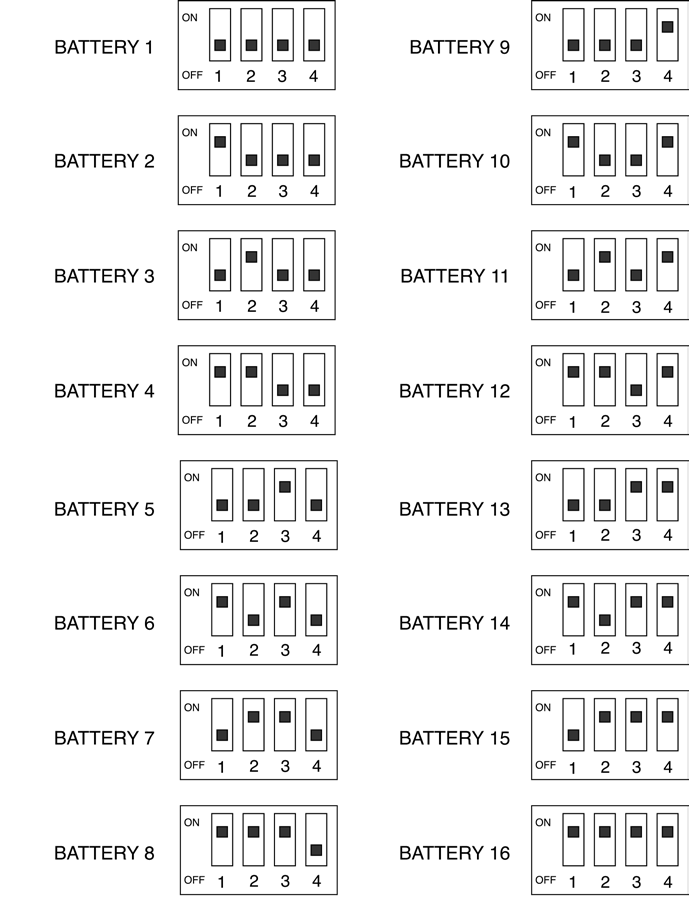 BATTERY 1
ON
OFF 1 2 3 4
BATTERY 2
ON
OFF 1 2 3 4
BATTERY 3
ON
OFF 1 2 3 4
BATTERY 4
ON
OFF 1 2 3 4
BATTERY 5
ON
OFF 1 2 3 4
BATTERY 6
ON
OFF 1 2 3 4
BATTERY 7
ON
OFF 1 2 3 4
BATTERY 8
ON
OFF 1 2 3 4
BATTERY 9
ON
OFF 1 2 3 4
BATTERY 10
ON
OFF 1 2 3 4
BATTERY 11
ON
OFF 1 2 3 4
BATTERY 12
ON
OFF 1 2 3 4
BATTERY 13
ON
OFF 1 2 3 4
BATTERY 14
ON
OFF 1 2 3 4
BATTERY 15
ON
OFF 1 2 3 4
BATTERY 16
ON
OFF 1 2 3 4